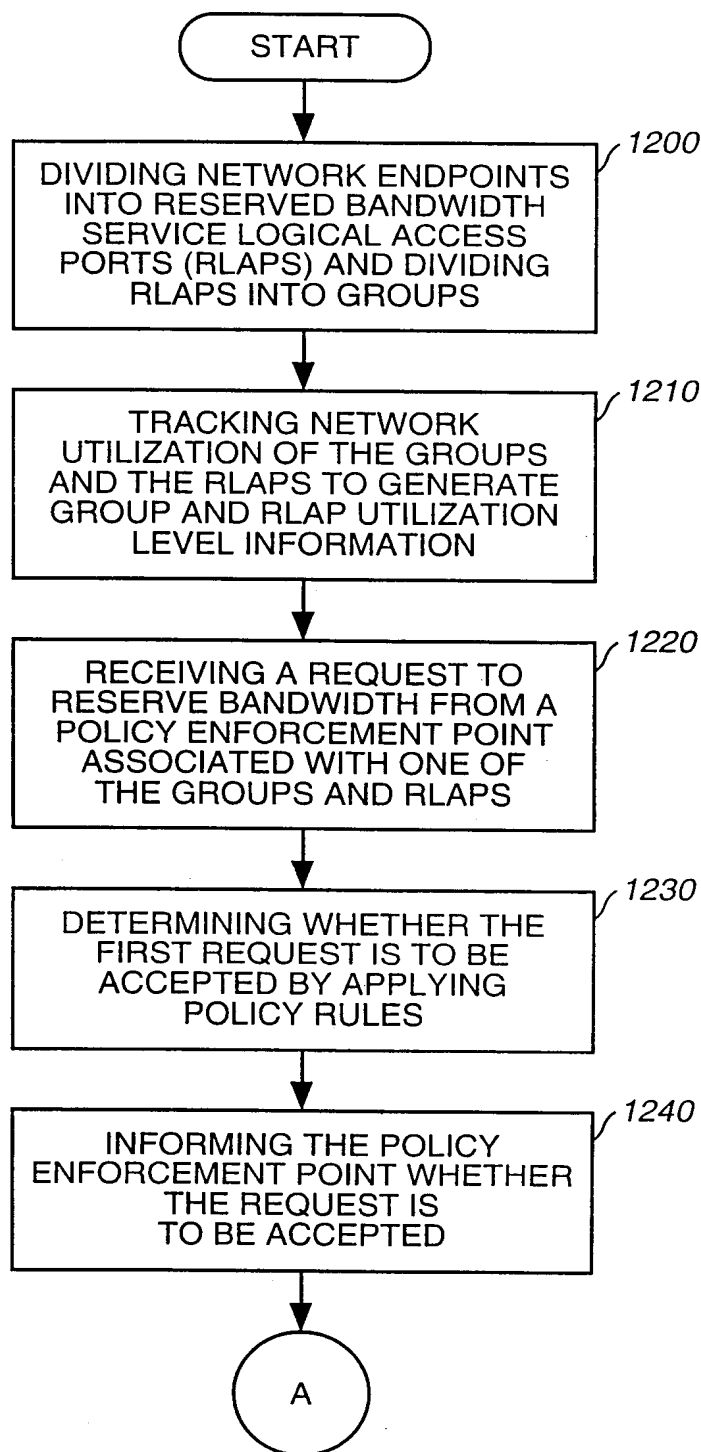 START
1200
DIVIDING NETWORK ENDPOINTS
INTO RESERVED BANDWIDTH
SERVICE LOGICAL ACCESS
PORTS (RLAPS) AND DIVIDING
RLAPS INTO GROUPS
1210
TRACKING NETWORK
UTILIZATION OF THE GROUPS
AND THE RLAPS TO GENERATE
GROUP AND RLAP UTILIZATION
LEVEL INFORMATION
1220
RECEIVING A REQUEST TO
RESERVE BANDWIDTH FROM A
POLICY ENFORCEMENT POINT
ASSOCIATED WITH ONE OF
THE GROUPS AND RLAPS
1230
DETERMINING WHETHER THE
FIRST REQUEST IS TO BE
ACCEPTED BY APPLYING
POLICY RULES
1240
INFORMING THE POLICY
ENFORCEMENT POINT WHETHER
THE REQUEST IS
TO BE ACCEPTED
A